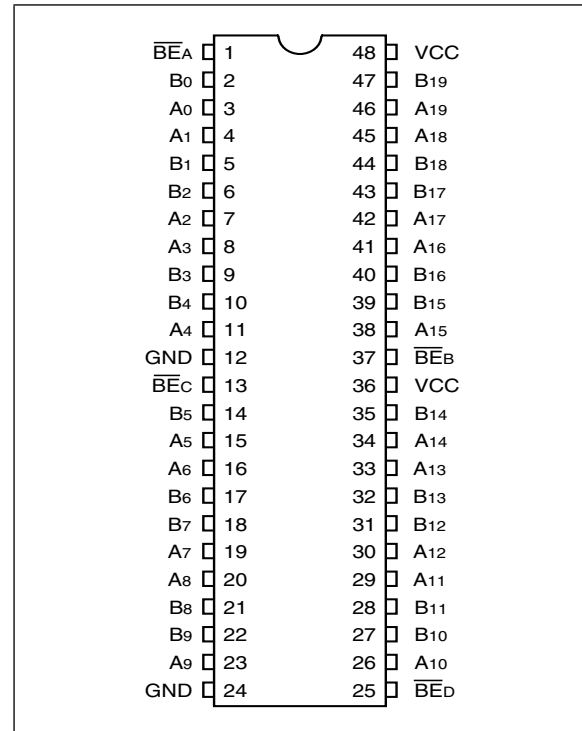 B̅E̅A 1 48 VCC
B0 2 47 B19
A0 3 46 A19
A1 4 45 A18
B1 5 44 B18
B2 6 43 B17
A2 7 42 A17
A3 8 41 A16
B3 9 40 B16
B4 10 39 B15
A4 11 38 A15
GND 12 37 B̅E̅B
B̅E̅C 13 36 VCC
B5 14 35 B14
A5 15 34 A14
A6 16 33 A13
B6 17 32 B13
B7 18 31 B12
A7 19 30 A12
A8 20 29 A11
B8 21 28 B11
B9 22 27 B10
A9 23 26 A10
GND 24 25 B̅E̅D